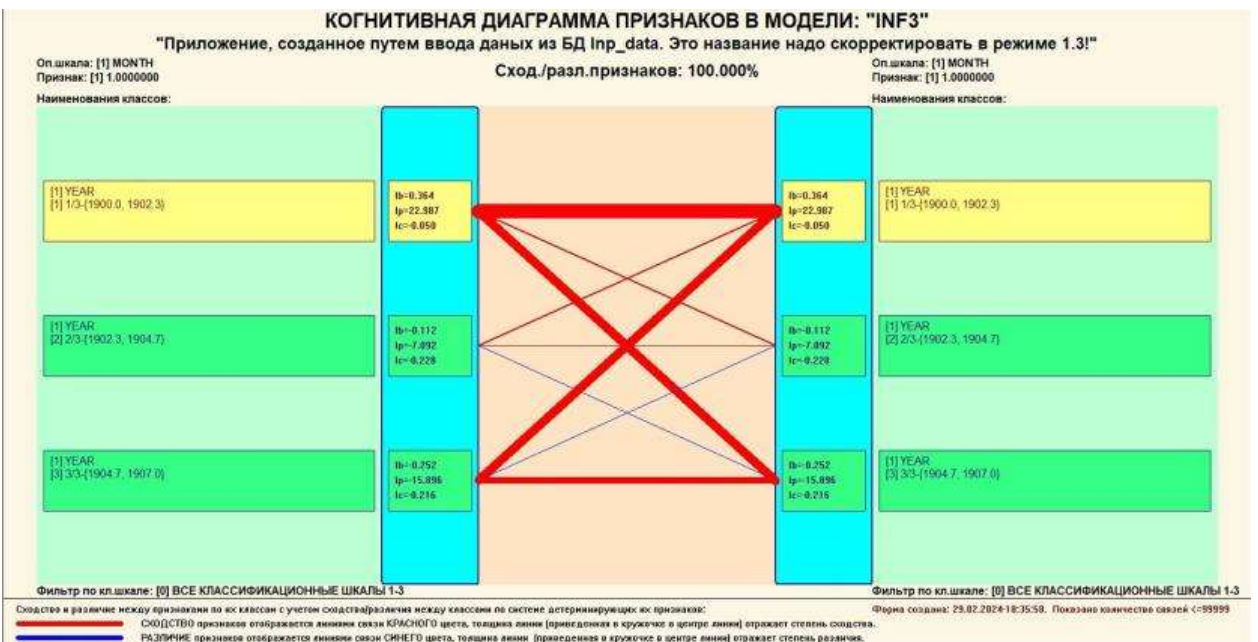 КОГНИТИВНАЯ ДИАГРАММА ПРИЗНАКОВ В МОДЕЛИ: "INF3"
"Приложение, созданное путем ввода даных из БД Inp_data. Это название надо скорректировать в режиме 1.3!"
Оп.шкала: [1] MONTH
Признак: [1] 1.0000000
Наименования классов:
Сход./разл.признаков: 100.000%
Оп.шкала: [1] MONTH
Признак: [1] 1.0000000
Наименования классов:
[1] YEAR
[1] 1/3-{1900.0, 1902.3}
Ib=0.364
Ip=22.987
Ic=-0.050
Ib=0.364
Ip=22.987
Ic=-0.050
[1] YEAR
[1] 1/3-{1900.0, 1902.3}
[1] YEAR
[2] 2/3-{1902.3, 1904.7}
Ib=-0.112
Ip=-7.092
Ic=-0.228
Ib=-0.112
Ip=-7.092
Ic=-0.228
[1] YEAR
[2] 2/3-{1902.3, 1904.7}
[1] YEAR
[3] 3/3-{1904.7, 1907.0}
Ib=-0.252
Ip=-15.896
Ic=-0.216
Ib=-0.252
Ip=-15.896
Ic=-0.216
[1] YEAR
[3] 3/3-{1904.7, 1907.0}
Фильтр по кл.шкале: [0] ВСЕ КЛАССИФИКАЦИОННЫЕ ШКАЛЫ 1-3
Фильтр по кл.шкале: [0] ВСЕ КЛАССИФИКАЦИОННЫЕ ШКАЛЫ 1-3
Сходство и различие между признаками по их классам с учетом сходства/различия между классами по системе детерминирующих их признаков:
Форма создана: 29.02.2024-18:35:58. Показано количество связей <=99999
СХОДСТВО признаков отображается линиями связи КРАСНОГО цвета, толщина линии (приведенная в кружочке в центре линии) отражает степень сходства.
РАЗЛИЧИЕ признаков отображается линиями связи СИНЕГО цвета, толщина линии (приведенная в кружочке в центре линии) отражает степень различия.